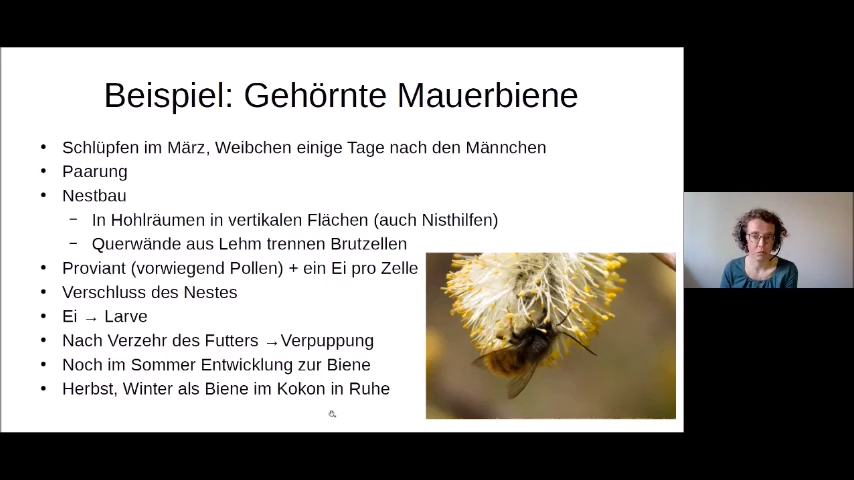 Beispiel: Gehörnte Mauerbiene
• Schlüpfen im März, Weibchen einige Tage nach den Männchen
• Paarung
• Nestbau
– In Hohlräumen in vertikalen Flächen (auch Nisthilfen)
– Querwände aus Lehm trennen Brutzellen
• Proviant (vorwiegend Pollen) + ein Ei pro Zelle
• Verschluss des Nestes
• Ei → Larve
• Nach Verzehr des Futters →Verpuppung
• Noch im Sommer Entwicklung zur Biene
• Herbst, Winter als Biene im Kokon in Ruhe